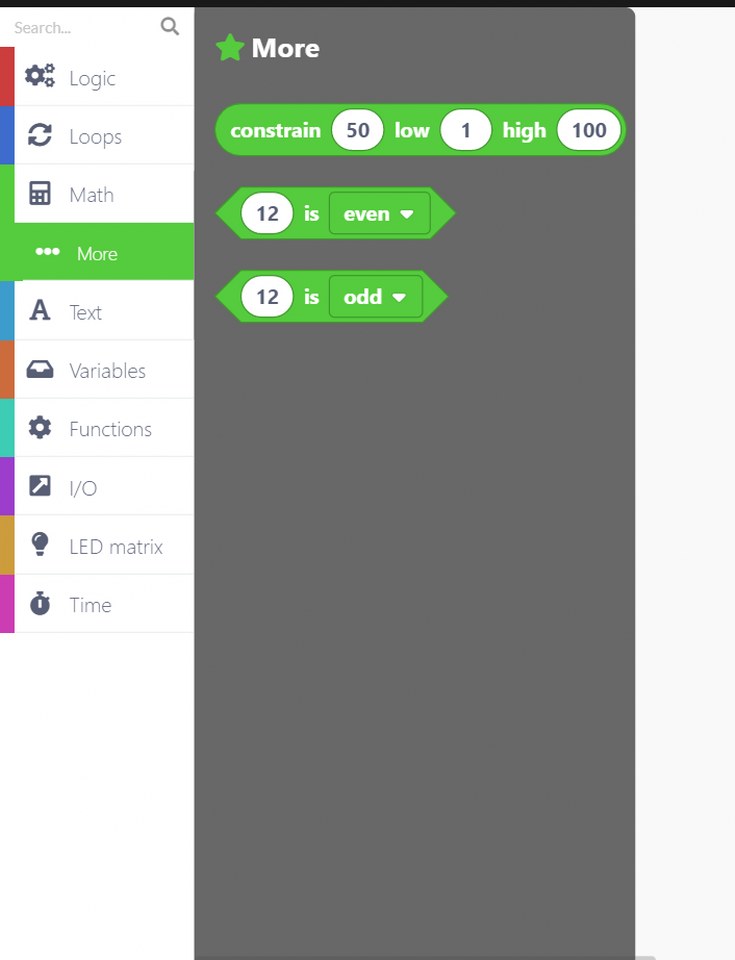 Search...
Logic
Loops
Math
More
Text
Variables
Functions
I/O
LED matrix
Time
More
constrain 50 low 1 high 100
12 is even
12 is odd